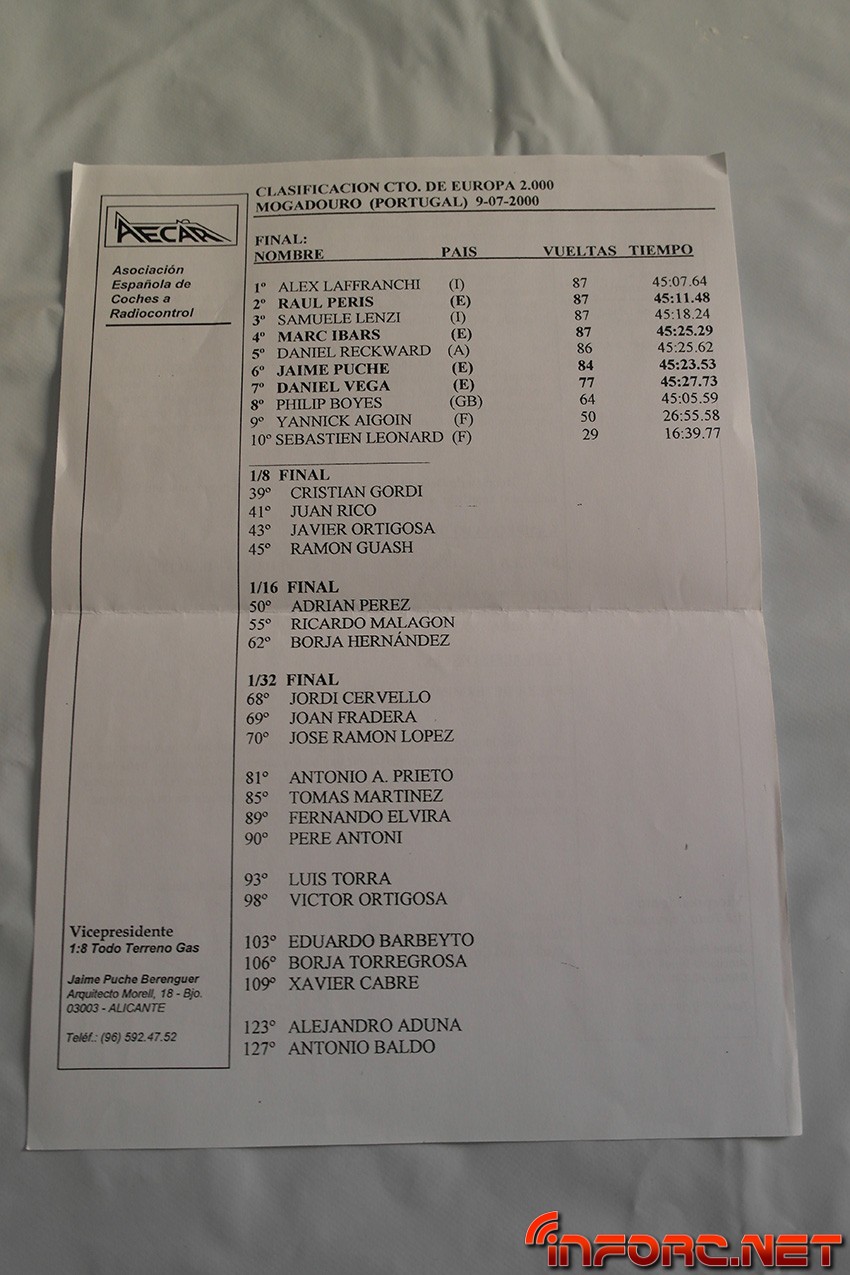 CLASIFICACION CTO. DE EUROPA 2.000
MOGADOURO (PORTUGAL) 9-07-2000
AECAR
Asociación
Española de
Coches a
Radiocontrol
FINAL:
NOMBRE PAIS VUELTAS TIEMPO
1º ALEX LAFFRANCHI (I) 87 45:07.64
2º RAUL PERIS (E) 87 45:11.48
3º SAMUELE LENZI (I) 87 45:18.24
4º MARC IBARS (E) 87 45:25.29
5º DANIEL RECKWARD (A) 86 45:25.62
6º JAIME PUCHE (E) 84 45:23.53
7º DANIEL VEGA (E) 77 45:27.73
8º PHILIP BOYES (GB) 64 45:05.59
9º YANNICK AIGOIN (F) 50 26:55.58
10º SEBASTIEN LEONARD (F) 29 16:39.77
1/8 FINAL
39º CRISTIAN GORDI
41º JUAN RICO
43º JAVIER ORTIGOSA
45º RAMON GUASH
1/16 FINAL
50º ADRIAN PEREZ
55º RICARDO MALAGON
62º BORJA HERNÁNDEZ
1/32 FINAL
68º JORDI CERVELLO
69º JOAN FRADERA
70º JOSE RAMON LOPEZ
81º ANTONIO A. PRIETO
85º TOMAS MARTINEZ
89º FERNANDO ELVIRA
90º PERE ANTONI
93º LUIS TORRA
98º VICTOR ORTIGOSA
103º EDUARDO BARBEYTO
106º BORJA TORREGROSA
109º XAVIER CABRE
123º ALEJANDRO ADUNA
127º ANTONIO BALDO
Vicepresidente
1:8 Todo Terreno Gas
Jaime Puche Berenguer
Arquitecto Morell, 18 - Bjo.
03003 - ALICANTE
Teléf.: (96) 592.47.52
INFORC.NET